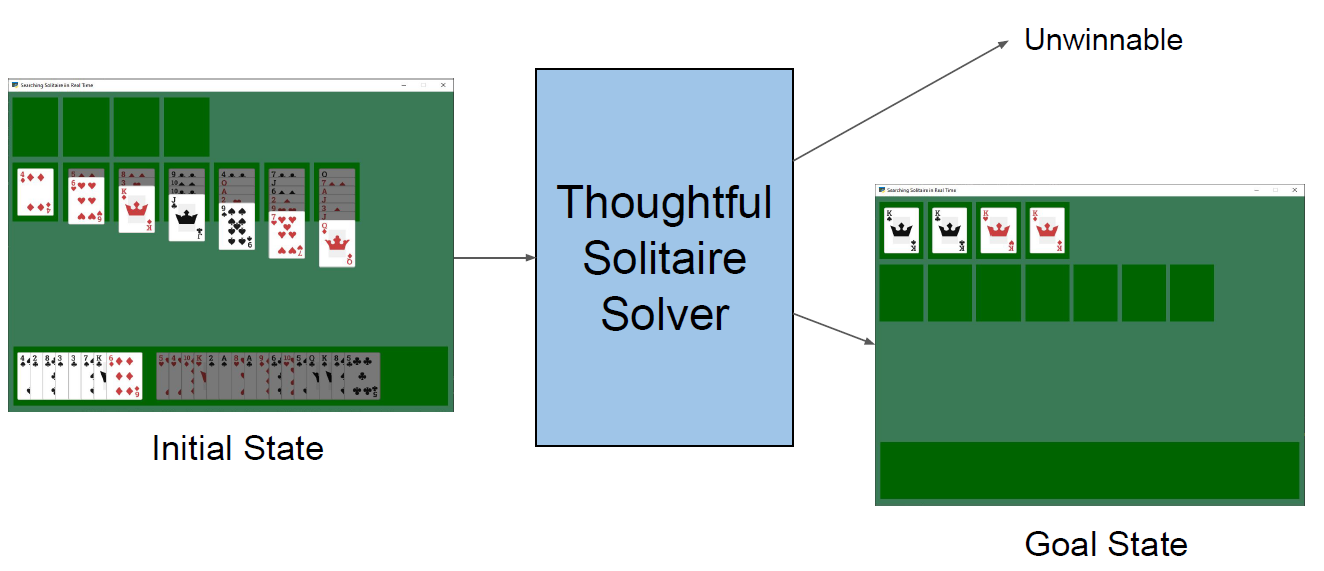 Unwinnable
Searching Solitaire in Real Time
Thoughtful
Solitaire
Solver
Searching Solitaire in Real Time
Initial State
Goal State